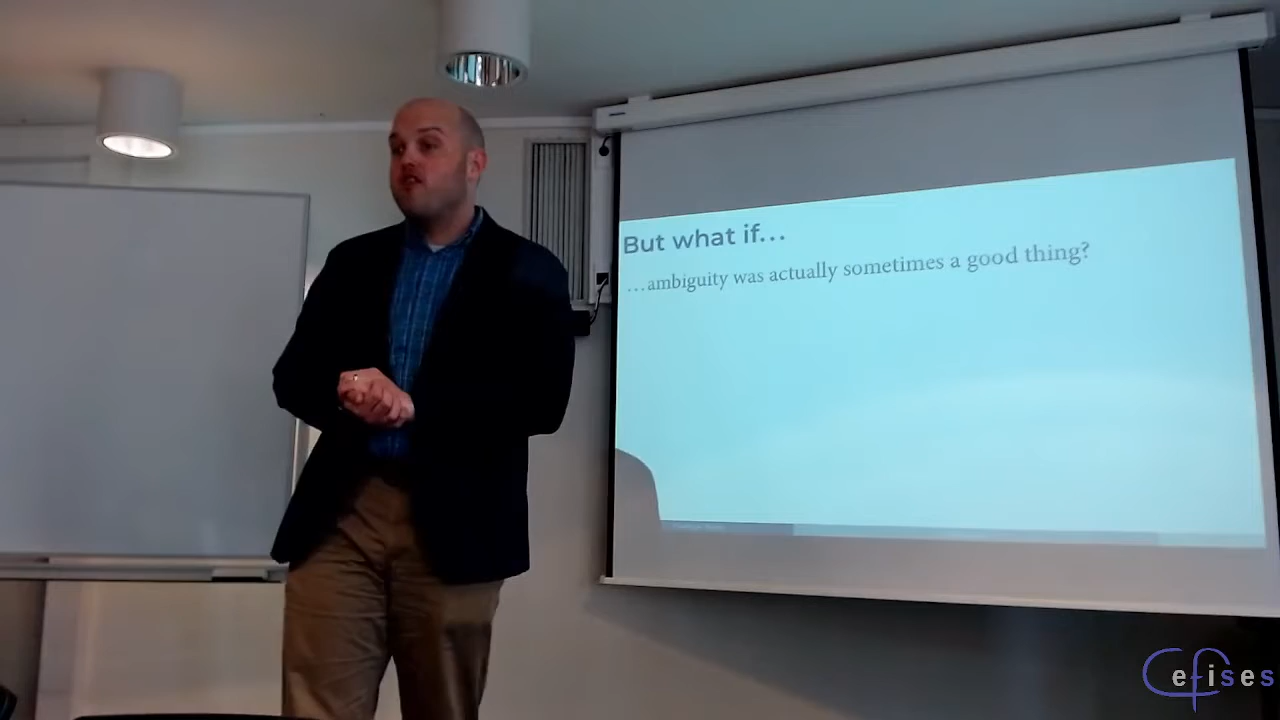 But what if...
...ambiguity was actually sometimes a good thing?
Cefises